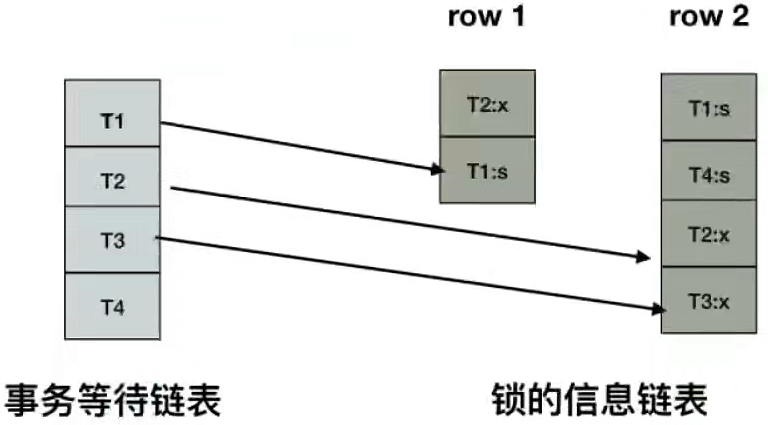 row 1
row 2
T1
T2
T3
T4
T2:x
T1:s
T1:s
T4:s
T2:x
T3:x
事务等待链表
锁的信息链表